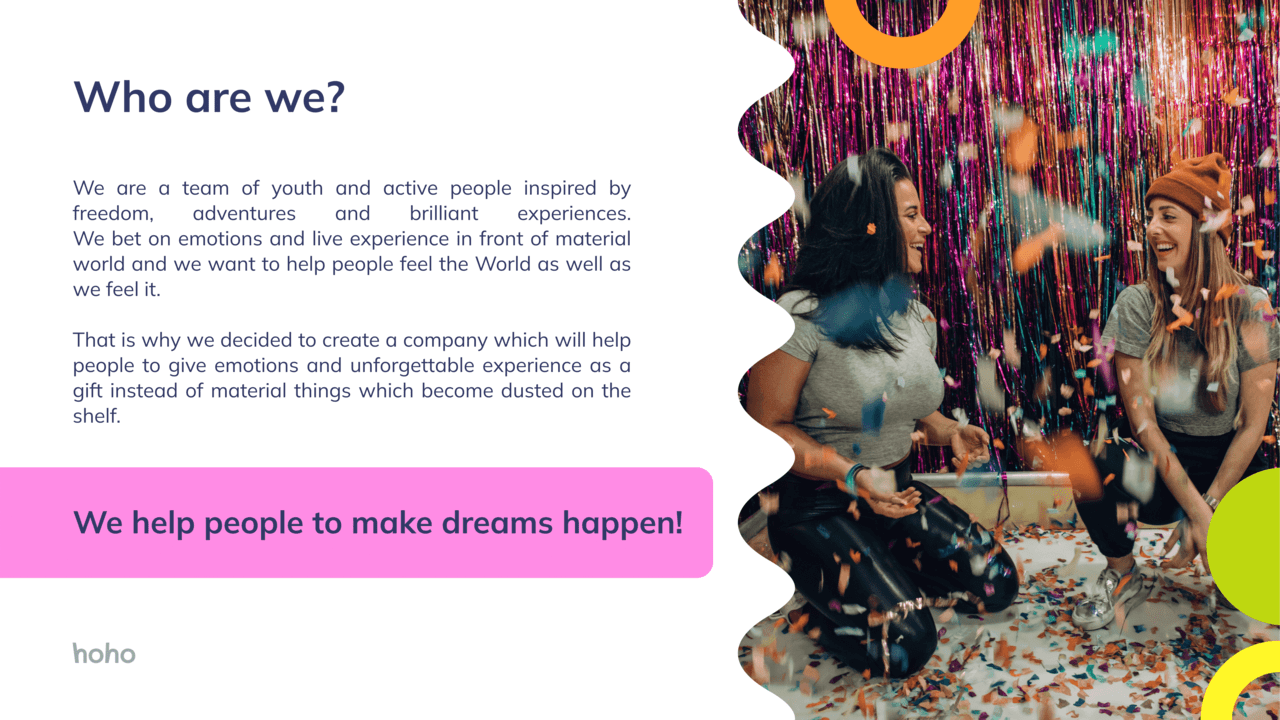 Who are we?
We are a team of youth and active people inspired by
freedom, adventures and brilliant experiences.
We bet on emotions and live experience in front of material
world and we want to help people feel the World as well as
we feel it.
That is why we decided to create a company which will help
people to give emotions and unforgettable experience as a
gift instead of material things which become dusted on the
shelf.
We help people to make dreams happen!
hoho